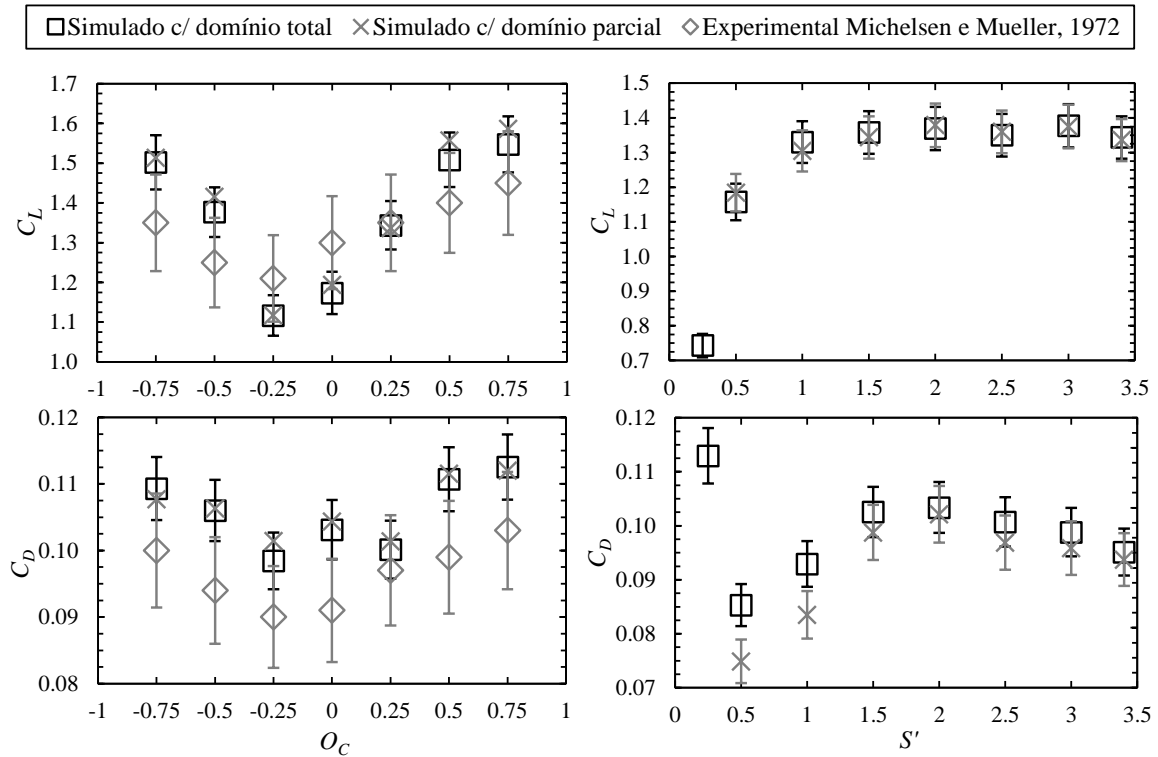 Simulado c/ domínio total Simulado c/ domínio parcial Experimental Michelsen e Mueller, 1972
C_L
1.7
1.6
1.5
1.4
1.3
1.2
1.1
1.0
-1 -0.75 -0.5 -0.25 0 0.25 0.5 0.75 1
C_L
1.5
1.4
1.3
1.2
1.1
1.0
0.9
0.8
0.7
0 0.5 1 1.5 2 2.5 3 3.5
C_D
0.12
0.11
0.10
0.09
0.08
-1 -0.75 -0.5 -0.25 0 0.25 0.5 0.75 1
O_C
C_D
0.12
0.11
0.10
0.09
0.08
0.07
0 0.5 1 1.5 2 2.5 3 3.5
S'